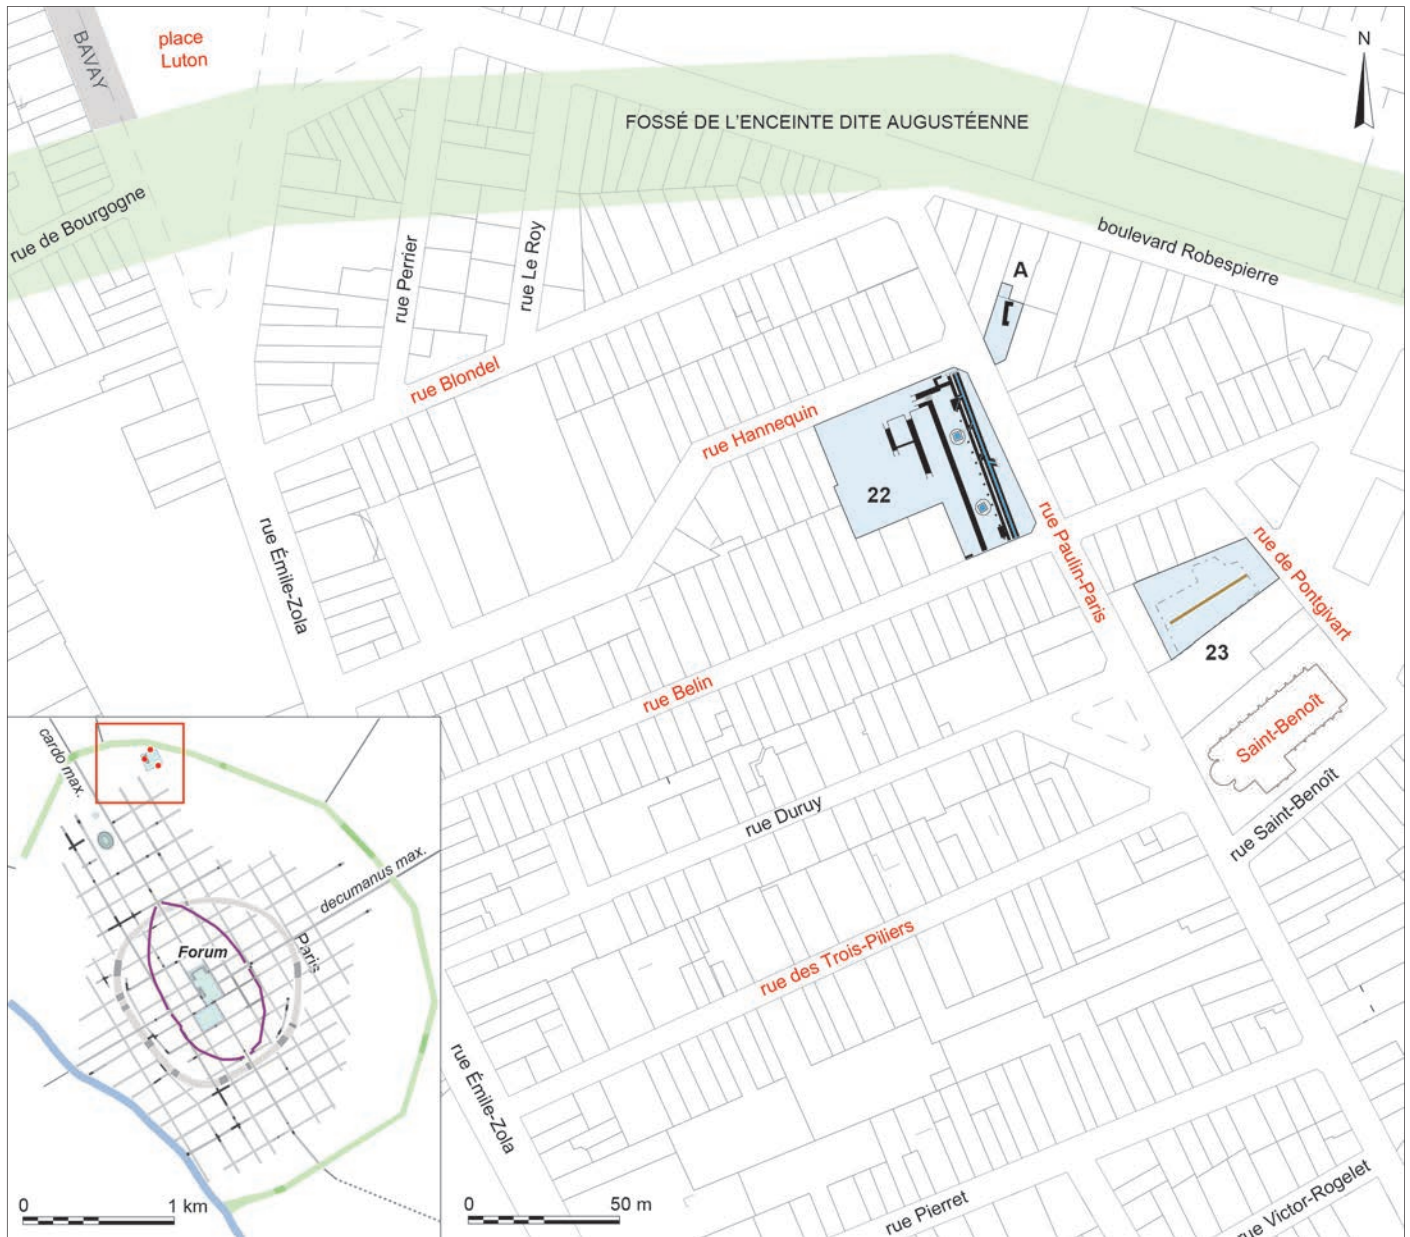 BAVAY
place
Luton
N
FOSSÉ DE L'ENCEINTE DITE AUGUSTÉENNE
rue de Bourgogne
rue Perrier
rue Le Roy
boulevard Robespierre
A
rue Blondel
rue Hannequin
22
rue Émile-Zola
rue Paulin-Paris
rue de Pontgivart
23
rue Belin
Saint-Benoît
rue Duruy
rue Saint-Benoît
rue des Trois-Piliers
rue Émile-Zola
rue Pierret
rue Victor-Rogelet
0 50 m
cardo max.
decumanus max.
Paris
Forum
0 1 km